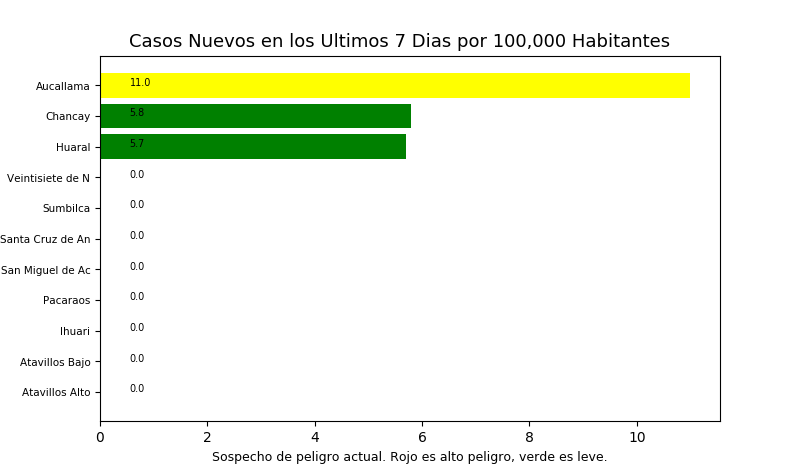 Casos Nuevos en los Ultimos 7 Dias por 100,000 Habitantes
Aucallama 11.0
Chancay 5.8
Huaral 5.7
Veintisiete de N 0.0
Sumbilca 0.0
Santa Cruz de An 0.0
San Miguel de Ac 0.0
Pacaraos 0.0
Ihuari 0.0
Atavillos Bajo 0.0
Atavillos Alto 0.0
0 2 4 6 8 10
Sospecho de peligro actual. Rojo es alto peligro, verde es leve.